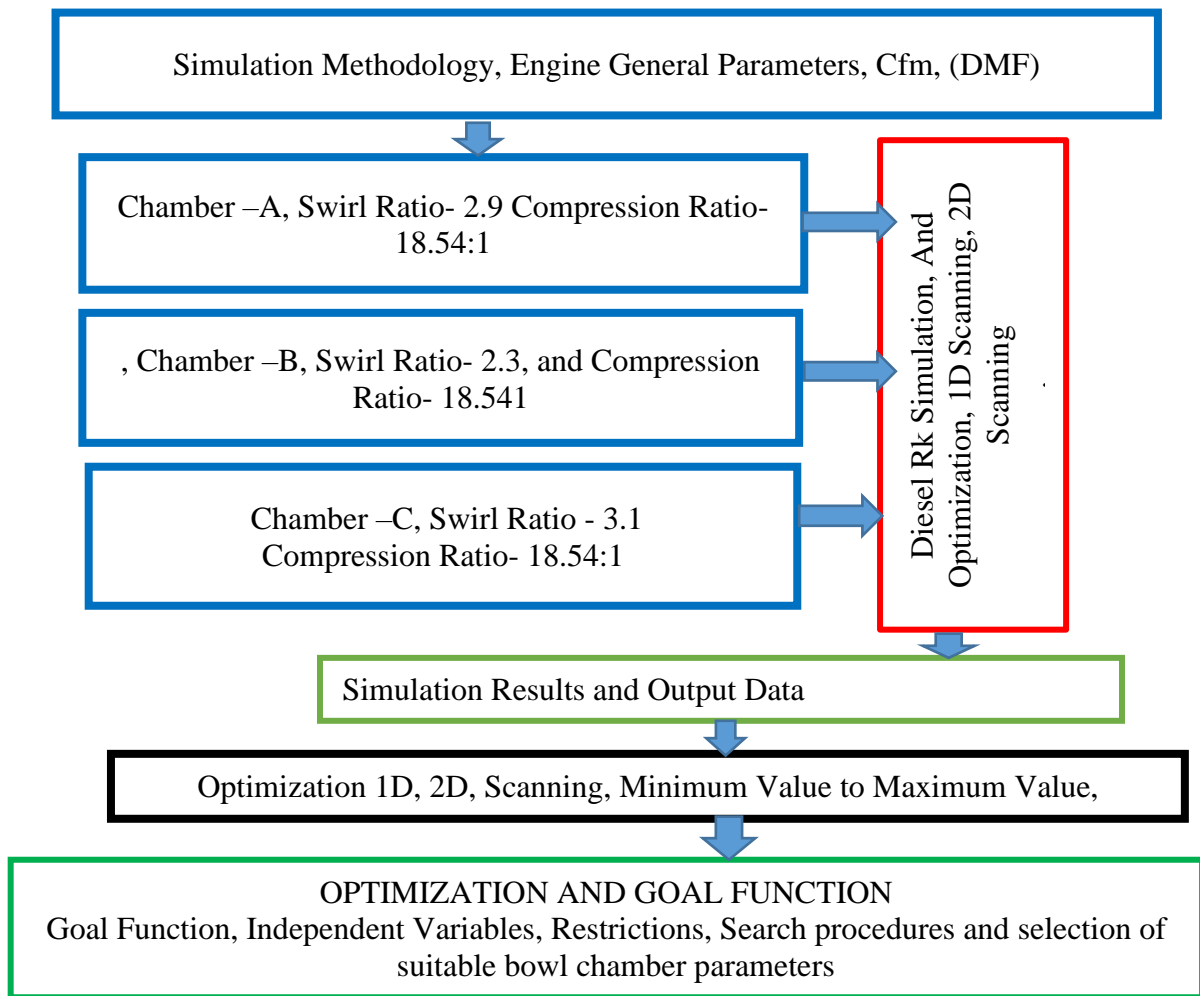 Simulation Methodology, Engine General Parameters, Cfm, (DMF)
Chamber –A, Swirl Ratio- 2.9 Compression Ratio-
18.54:1
, Chamber –B, Swirl Ratio- 2.3, and Compression
Ratio- 18.541
Chamber –C, Swirl Ratio - 3.1
Compression Ratio- 18.54:1
Diesel Rk Simulation, And
Optimization, 1D Scanning, 2D
Scanning
.
Simulation Results and Output Data
Optimization 1D, 2D, Scanning, Minimum Value to Maximum Value,
OPTIMIZATION AND GOAL FUNCTION
Goal Function, Independent Variables, Restrictions, Search procedures and selection of
suitable bowl chamber parameters